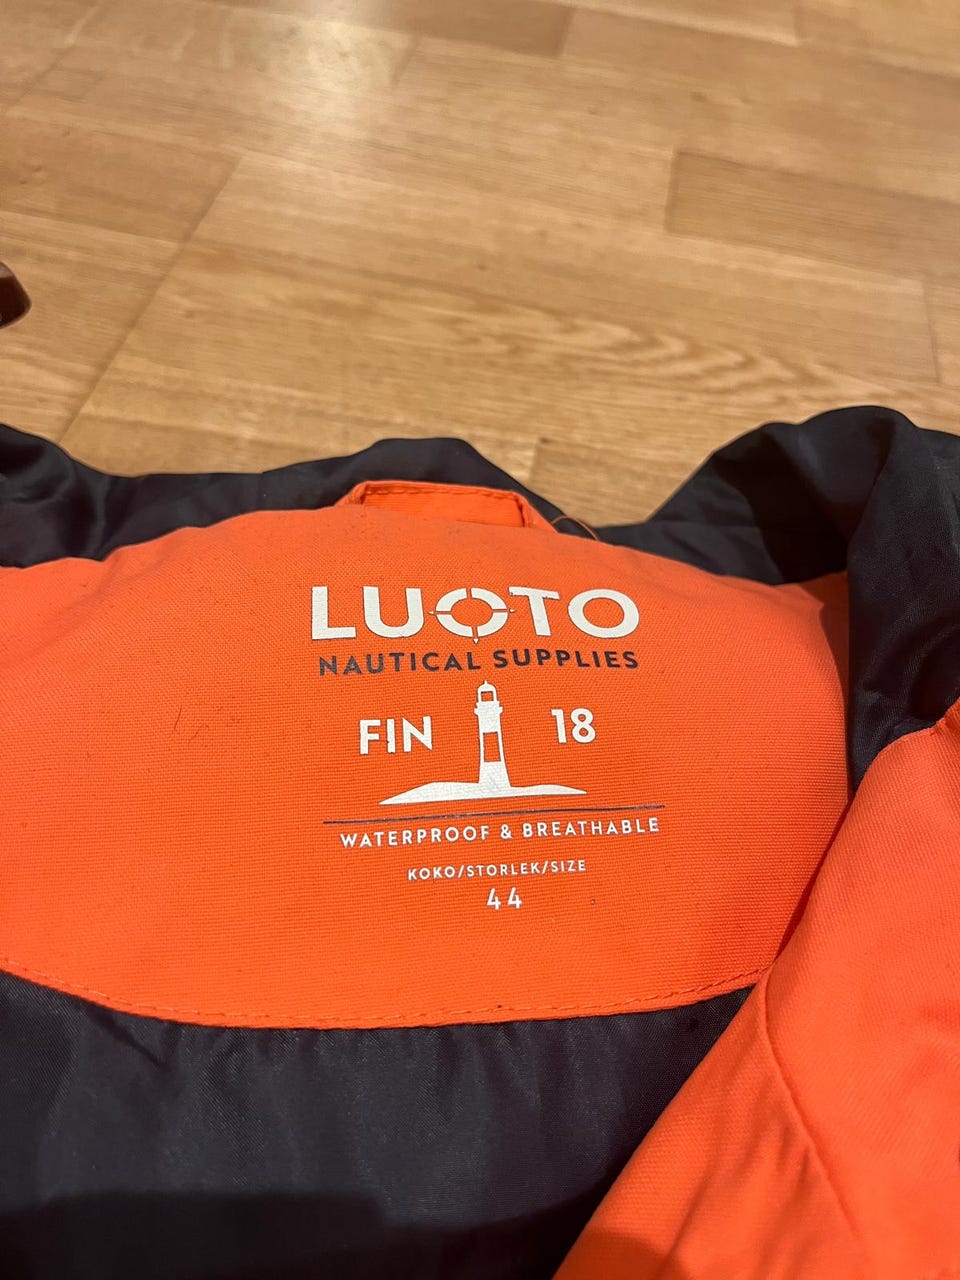 LUOTO
NAUTICAL SUPPLIES
FIN 18
WATERPROOF & BREATHABLE
KOKO/STORLEK/SIZE
44